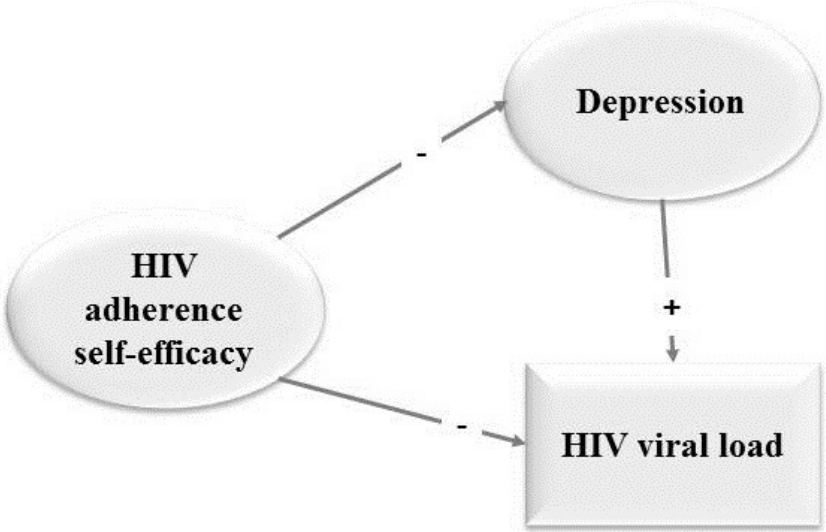 Depression
-
HIV
adherence
self-efficacy
+
-
HIV viral load